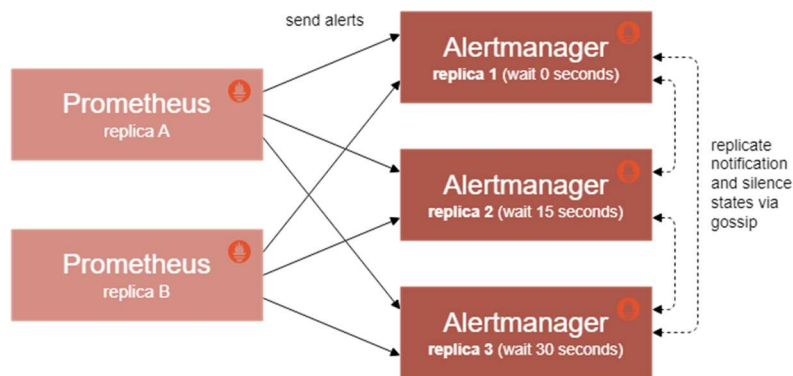 send alerts
Prometheus
replica A
Prometheus
replica B
Alertmanager
replica 1 (wait 0 seconds)
Alertmanager
replica 2 (wait 15 seconds)
Alertmanager
replica 3 (wait 30 seconds)
replicate
notification
and silence
states via
gossip